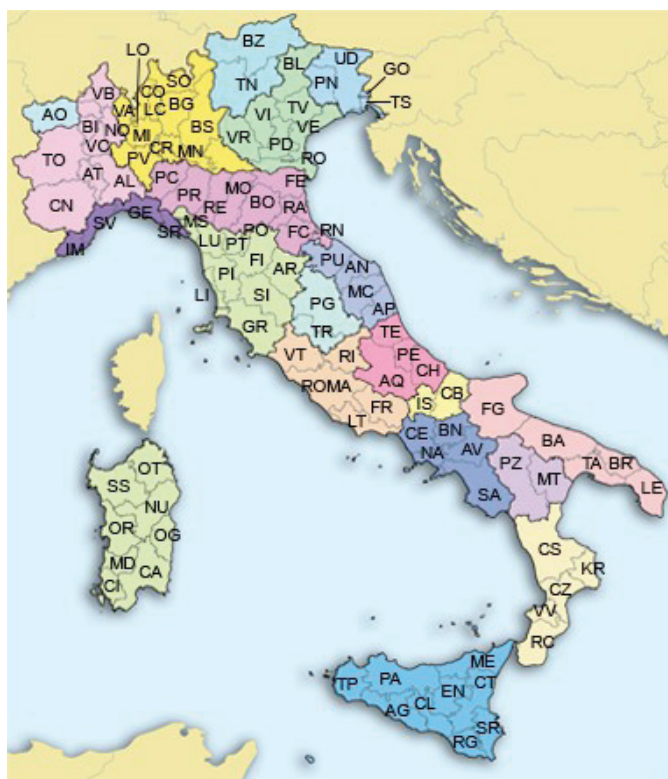 BZ
LO
UD
BL
SO
GO
TN
PN
VB
CO
TS
VA
LC
BG
TV
AO
VI
BI
NO
MI
BS
VE
VR
PD
TO
VC
CR
MN
RO
PV
AT
PC
FE
AL
MO
PR
BO
RA
RE
CN
GE
SV
MS
FC
RN
PO
SR
IM
LU
PT
PU
AN
FI
AR
PI
MC
LI
SI
PG
AP
GR
TR
TE
VT
RI
PE
CH
ROMA
AQ
FR
IS
CB
FG
LT
CE
BN
BA
NA
AV
PZ
TA
BR
MT
LE
SA
OT
SS
NU
OR
OG
CS
MD
KR
CI
CA
CZ
VV
RC
ME
PA
CT
TP
EN
CL
AG
SR
RG